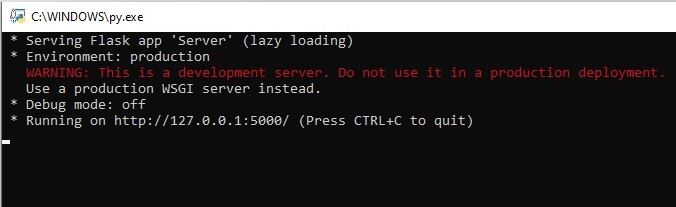 C:\WINDOWS\py.exe
* Serving Flask app 'Server' (lazy loading)
* Environment: production
WARNING: This is a development server. Do not use it in a production deployment.
Use a production WSGI server instead.
* Debug mode: off
* Running on http://127.0.0.1:5000/ (Press CTRL+C to quit)